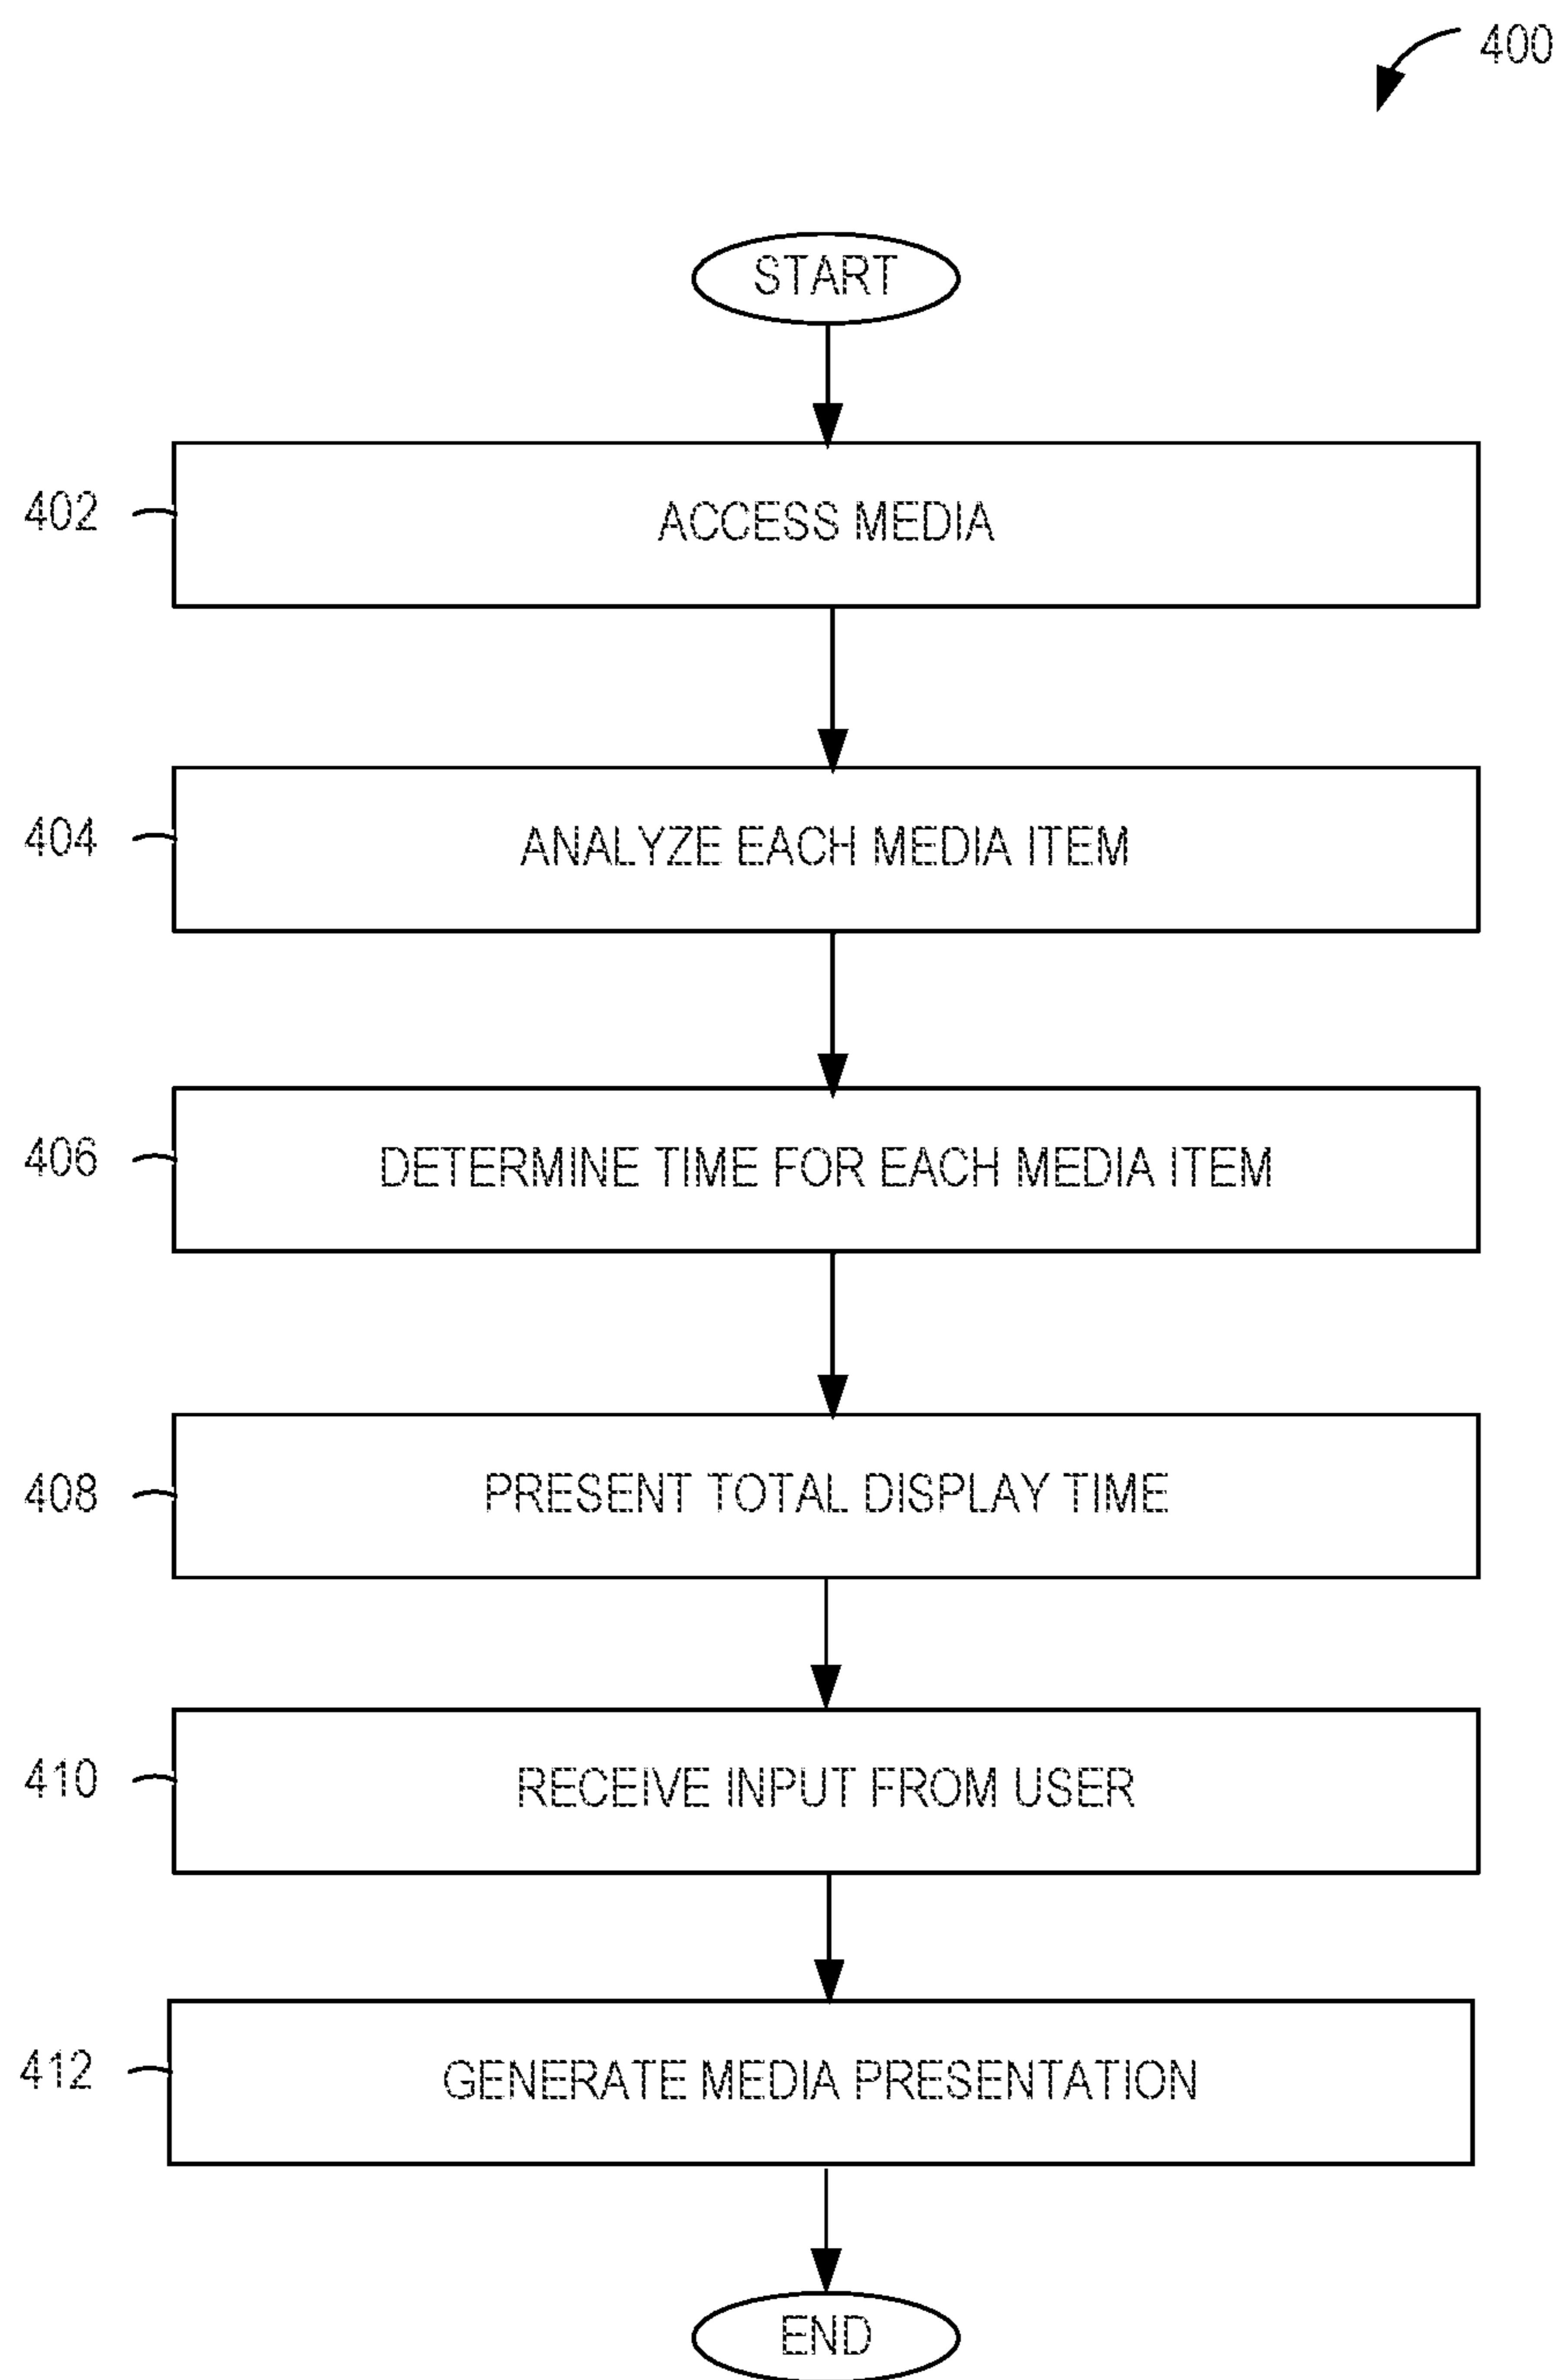 400
START
402
ACCESS MEDIA
404
ANALYZE EACH MEDIA ITEM
406
DETERMINE TIME FOR EACH MEDIA ITEM
408
PRESENT TOTAL DISPLAY TIME
410
RECEIVE INPUT FROM USER
412
GENERATE MEDIA PRESENTATION
END